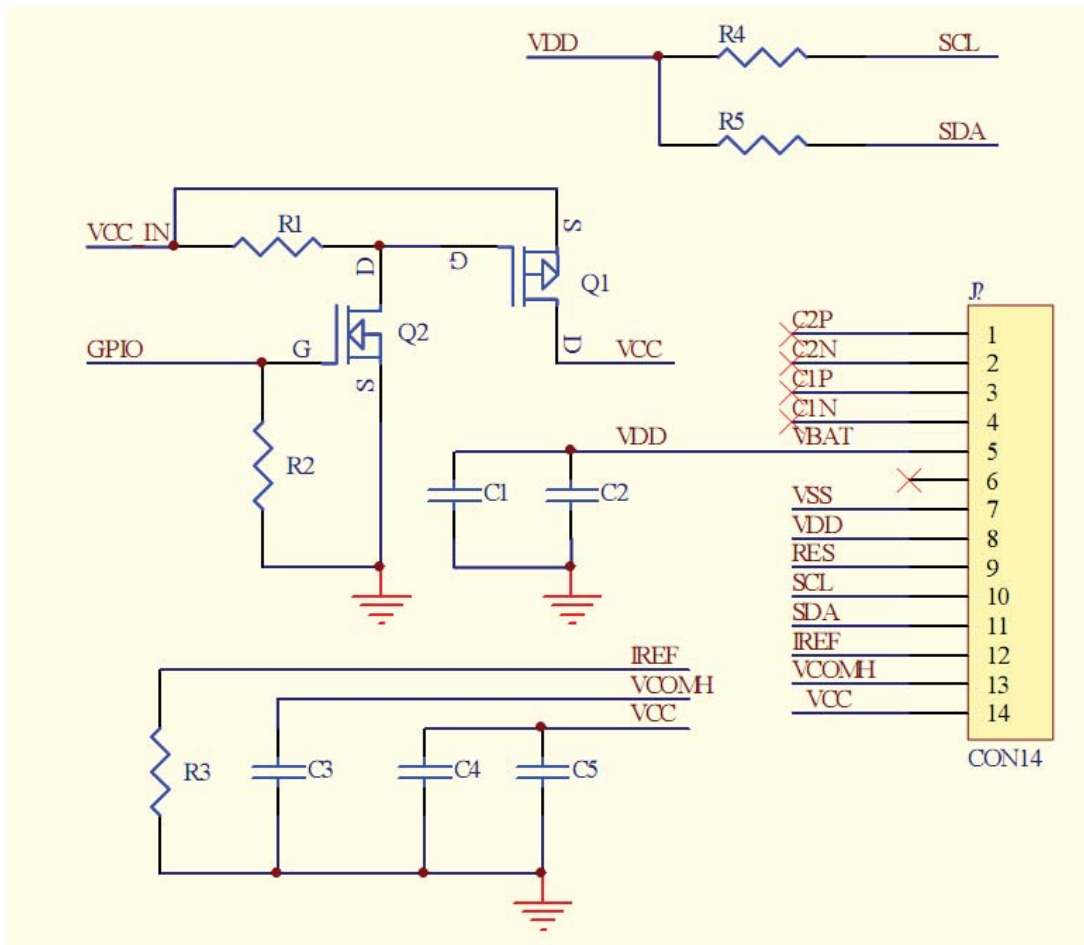 VDD R4 SCL
R5 SDA
VCC_IN R1 S
D G Q1
GPIO G Q2 D VCC
S
R2
VDD
C1 C2
J?
C2P 1
C2N 2
C1P 3
C1N 4
VBAT 5
6
VSS 7
VDD 8
RES 9
SCL 10
SDA 11
IREF 12
VCOMH 13
VCC 14
CON14
IREF
VCOMH
VCC
R3 C3 C4 C5